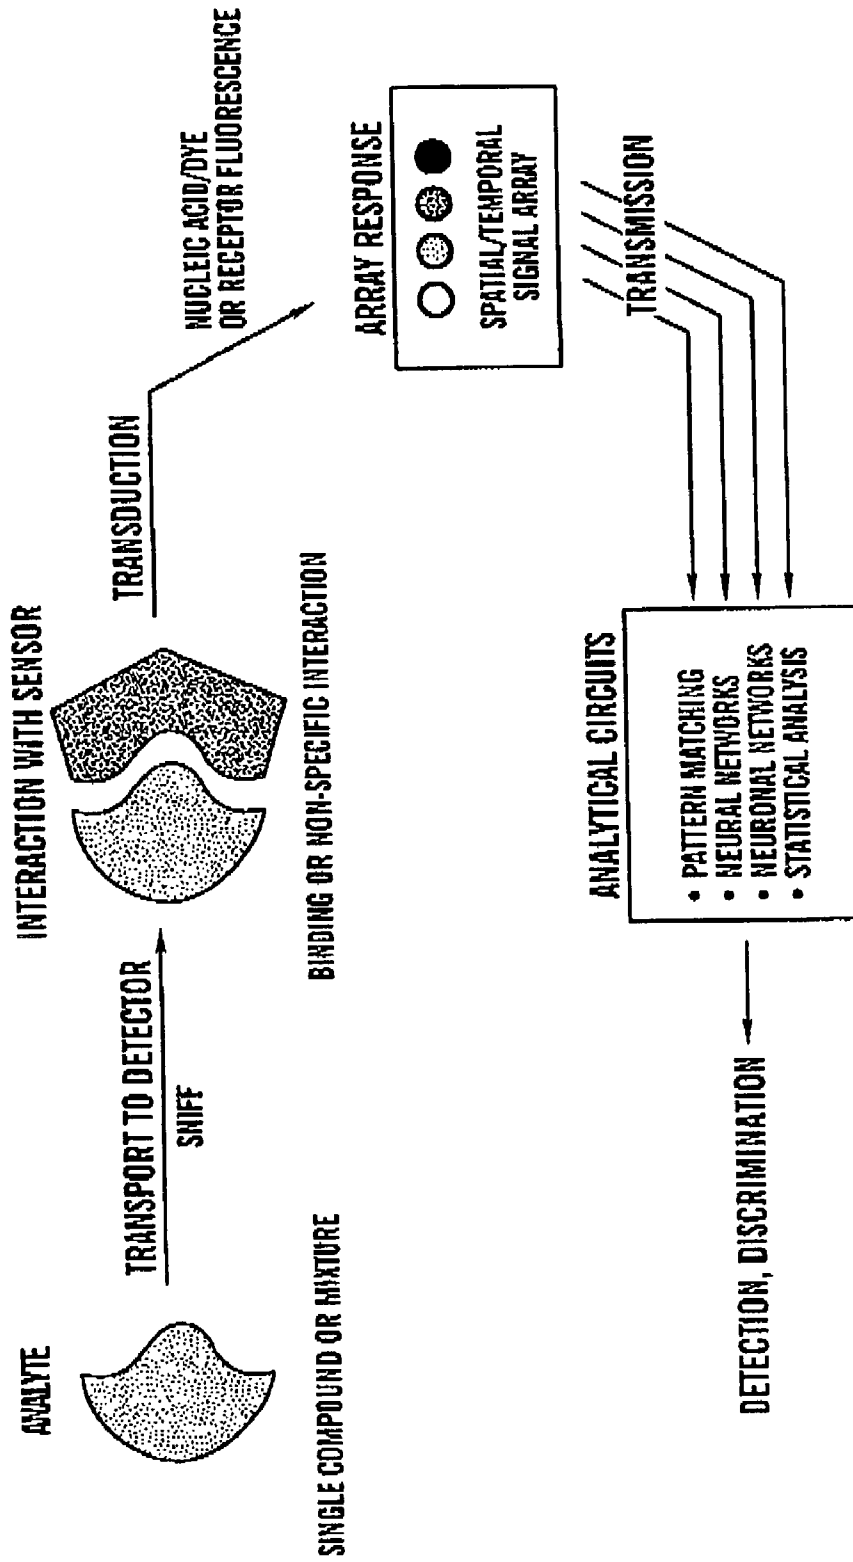 ANALYTE
SINGLE COMPOUND OR MIXTURE
TRANSPORT TO DETECTOR
SNIFF
INTERACTION WITH SENSOR
BINDING OR NON-SPECIFIC INTERACTION
TRANSDUCTION
NUCLEIC ACID/DYE
OR RECEPTOR FLUORESCENCE
ARRAY RESPONSE
SPATIAL/TEMPORAL
SIGNAL ARRAY
TRANSMISSION
ANALYTICAL CIRCUITS
• PATTERN MATCHING
• NEURAL NETWORKS
• NEURONAL NETWORKS
• STATISTICAL ANALYSIS
DETECTION, DISCRIMINATION